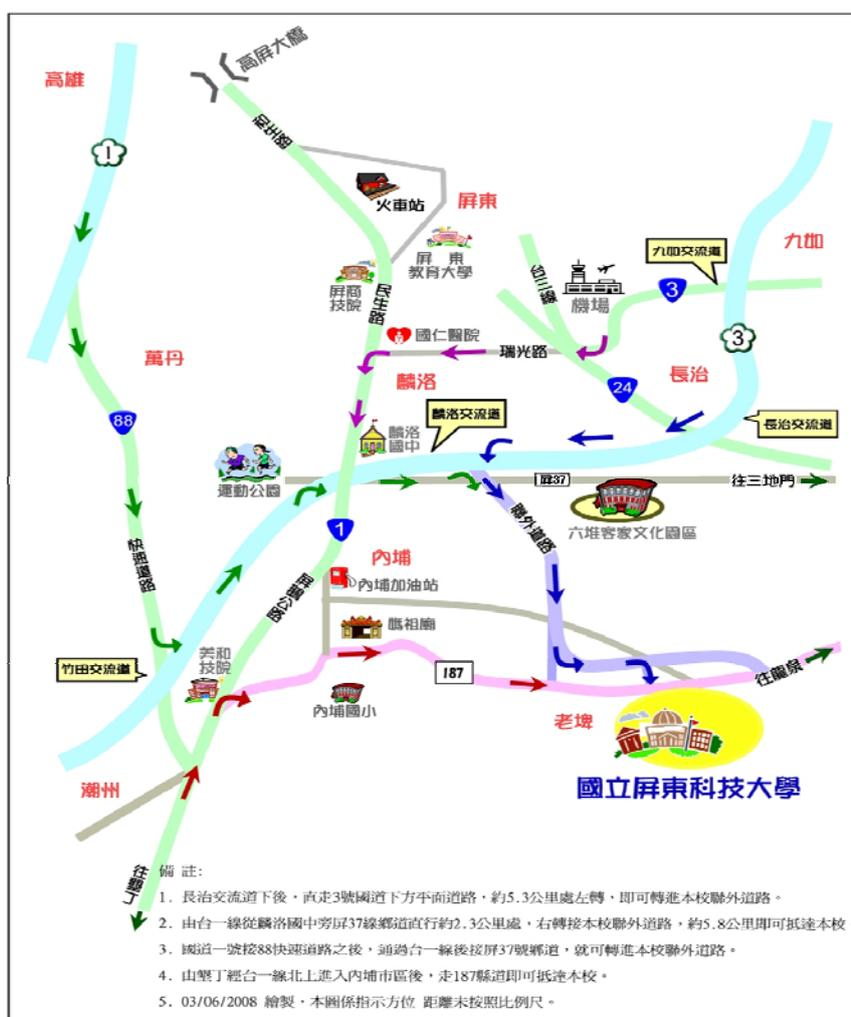 高屏大橋
高雄
1
和生路
火車站
屏東
屏東
教育大學
九如交流道
九如
台三線
機場
3
屏商
技院
民生路
國仁醫院
瑞光路
3
萬丹
麟洛
長治
24
88
麟洛
國中
麟洛交流道
長治交流道
運動公園
屏37
往三地門
六堆客家文化園區
1
聯外道路
快速道路
內埔
屏鵝公路
內埔加油站
媽祖廟
竹田交流道
美和
技院
187
往龍泉
內埔國小
老埤
國立屏東科技大學
潮州
往墾丁
備 註:
1. 長治交流道下後，直走3號國道下方平面道路，約5.3公里處左轉，即可轉進本校聯外道路。
2. 由台一線從麟洛國中旁屏37線鄉道直行約2.3公里處，右轉接本校聯外道路，約5.8公里即可抵達本校
3. 國道一號接88快速道路之後，通過台一線後接屏37號鄉道，就可轉進本校聯外道路。
4. 由墾丁經台一線北上進入內埔市區後，走187縣道即可抵達本校。
5. 03/06/2008 繪製，本圖係指示方位 距離未按照比例尺。